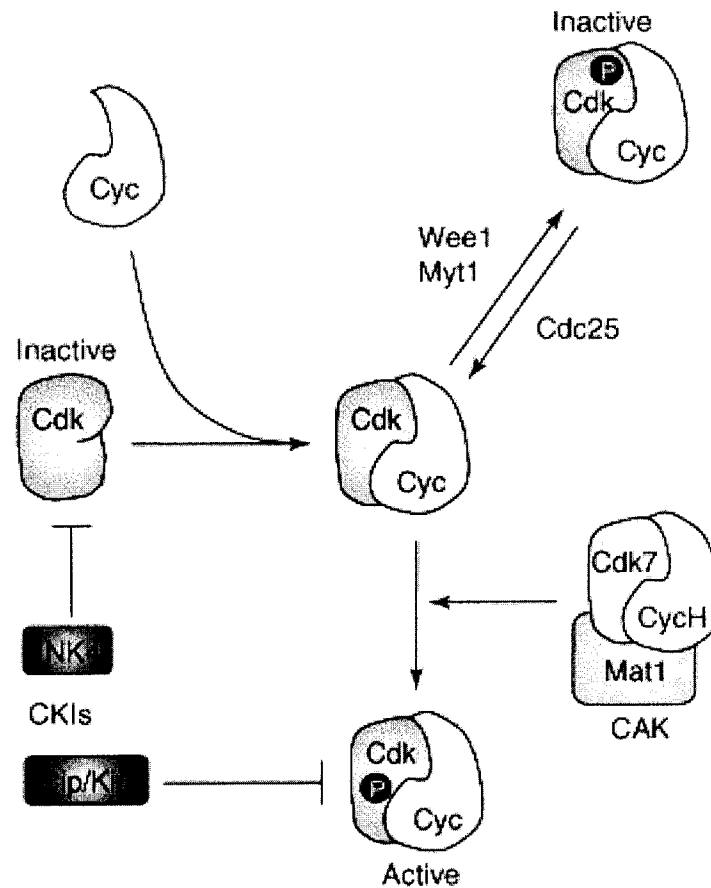 Inactive
P
Cdk
Cyc
Cyc
Wee1
Myt1
Cdc25
Inactive
Cdk
Cdk
Cyc
Cdk7
CycH
Mat1
CAK
NK
CKIs
p/K
Cdk
P
Cyc
Active